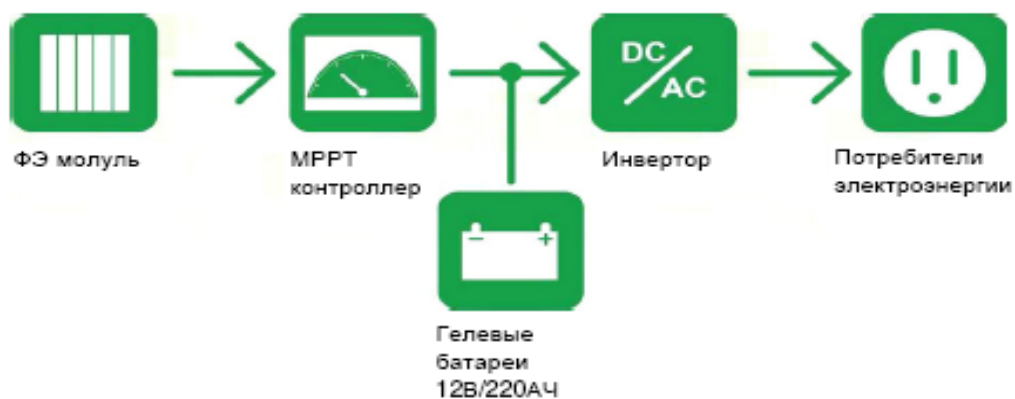 DC
AC
ФЭ молуль
MPPT
контроллер
Инвертор
Потребители
электроэнергии
Гелевые
батареи
12В/220АЧ